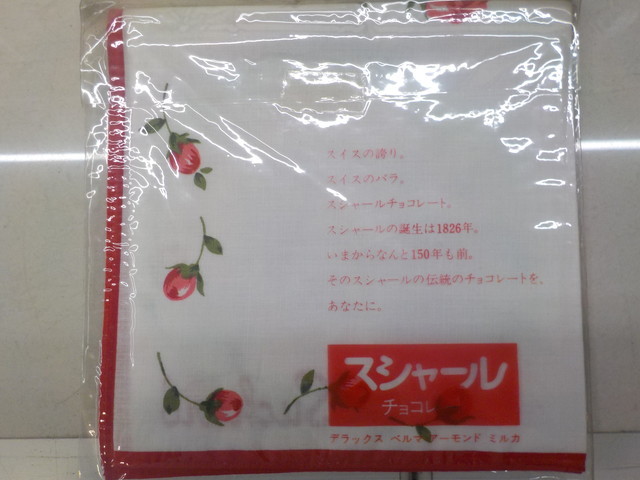 スイスの誇り。
スイスのバラ。
スシャールチョコレート。
スシャールの誕生は1826年。
いまからなんと150年も前。
そのスシャールの伝統のチョコレートを、
あなたに。
スシャール
チョコレ
デラックス ベルマ アーモンド ミルカ